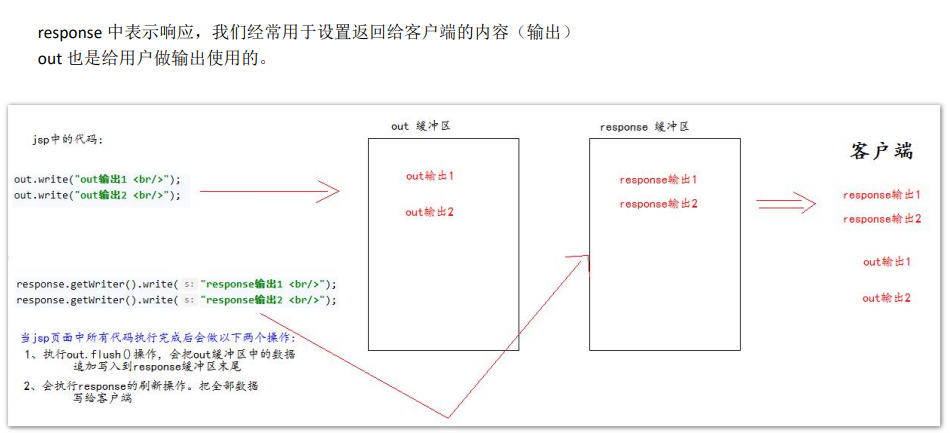 response 中表示响应，我们经常用于设置返回给客户端的内容（输出）
out 也是给用户做输出使用的。
jsp中的代码：
out.write("out输出1 <br/>");
out.write("out输出2 <br/>");
response.getWriter().write( s: "response输出1 <br/>");
response.getWriter().write( s: "response输出2 <br/>");
当jsp页面中所有代码执行完成后会做以下两个操作：
1、执行out.flush()操作，会把out缓冲区中的数据
追加写入到response缓冲区末尾
2、会执行response的刷新操作。把全部数据
写给客户端
out 缓冲区
out输出1
out输出2
response 缓冲区
response输出1
response输出2
客户端
response输出1
response输出2
out输出1
out输出2